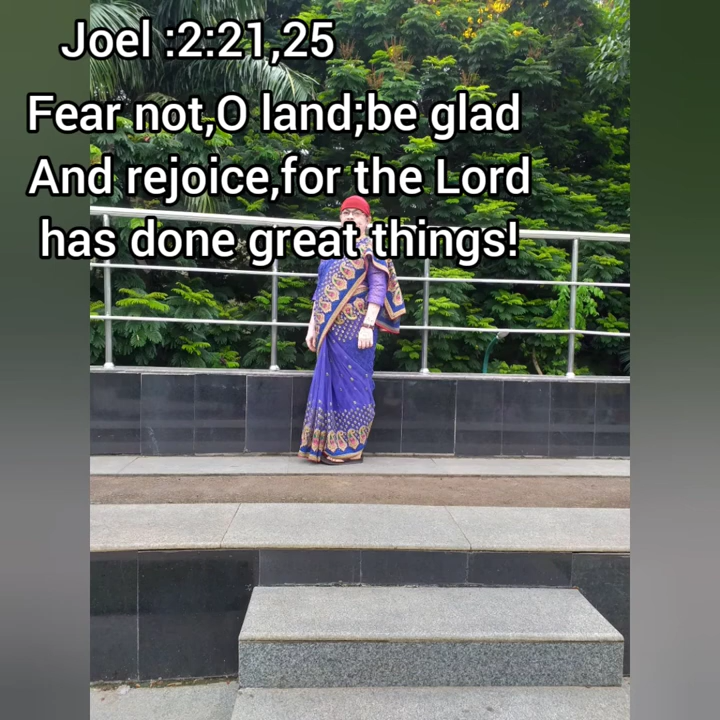 Joel :2:21,25
Fear not,O land;be glad
And rejoice,for the Lord
has done great things!